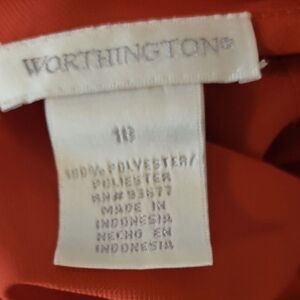 WORTHINGTON®
18
100% POLYESTER/
POLIESTER
RN#93677
MADE IN
INDONESIA
HECHO EN
INDONESIA